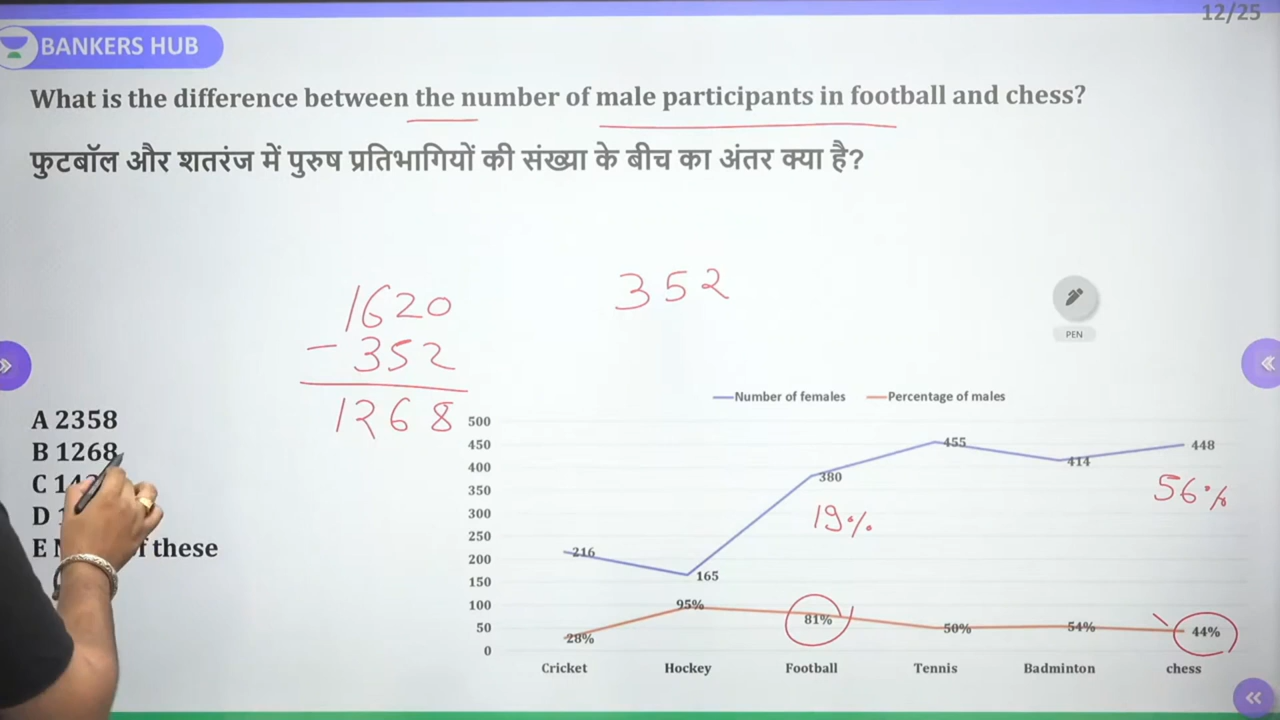 12/25
BANKERS HUB
What is the difference between the number of male participants in football and chess?
फुटबॉल और शतरंज में पुरुष प्रतिभागियों की संख्या के बीच का अंतर क्या है?
1620
- 352
1268
352
PEN
A 2358
B 1268
C
D
E of these
Number of females
Percentage of males
500
450
400
350
300
250
200
150
100
50
0
216
165
380
455
414
448
19%
56%
28%
95%
81%
50%
54%
44%
Cricket Hockey Football Tennis Badminton chess